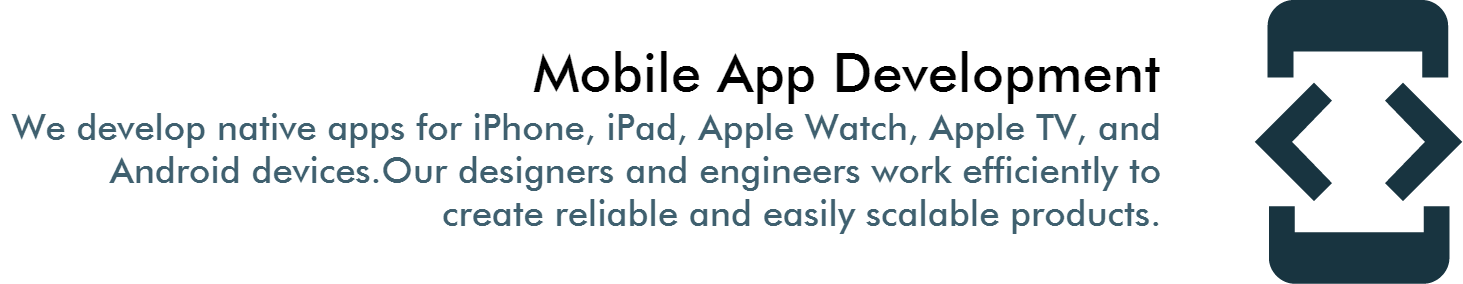 Mobile App Development
We develop native apps for iPhone, iPad, Apple Watch, Apple TV, and
Android devices.Our designers and engineers work efficiently to
create reliable and easily scalable products.